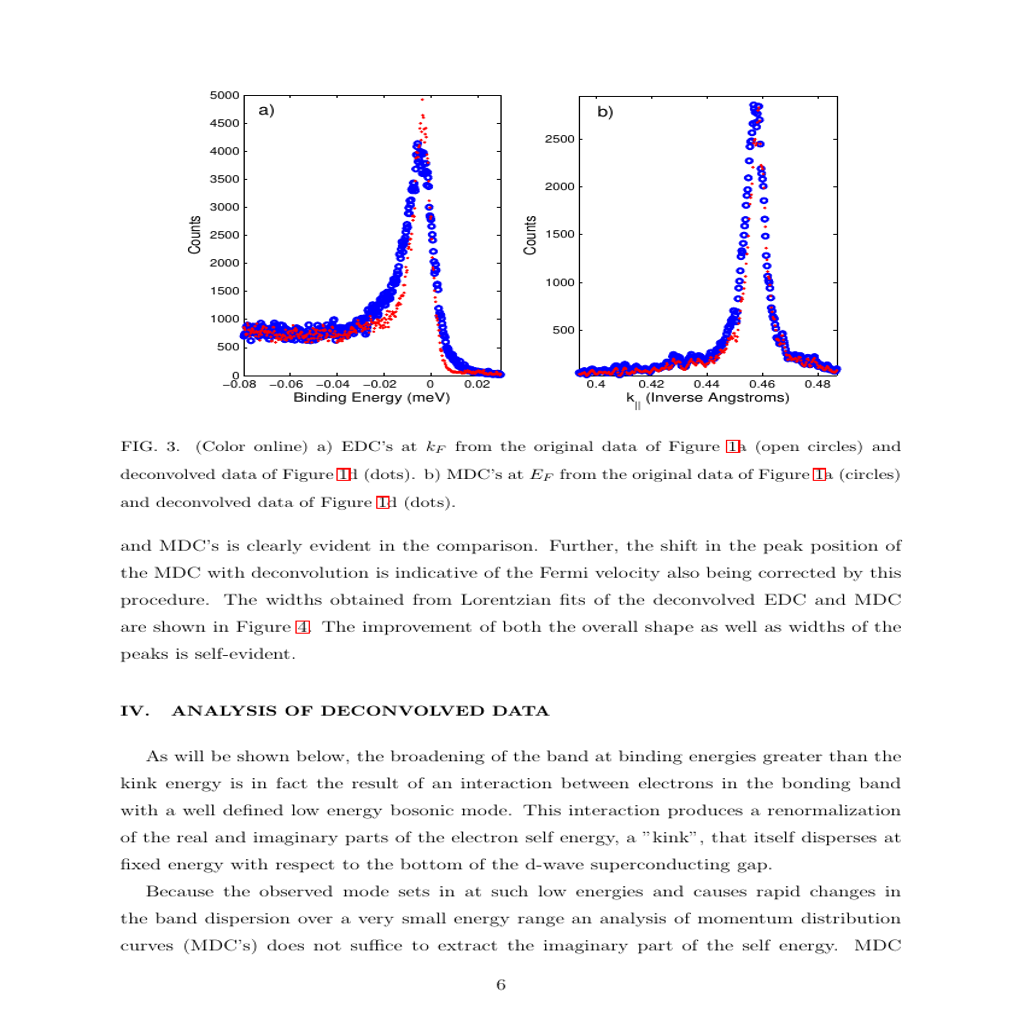 a)
5000
4500
4000
3500
3000
2500
2000
1500
1000
500
0
Counts
−0.08 −0.06 −0.04 −0.02 0 0.02
Binding Energy (meV)
b)
2500
2000
1500
1000
500
Counts
0.4 0.42 0.44 0.46 0.48
k|| (Inverse Angstroms)
FIG. 3. (Color online) a) EDC's at kF from the original data of Figure 1a (open circles) and
deconvolved data of Figure 1d (dots). b) MDC's at EF from the original data of Figure 1a (circles)
and deconvolved data of Figure 1d (dots).
and MDC's is clearly evident in the comparison. Further, the shift in the peak position of
the MDC with deconvolution is indicative of the Fermi velocity also being corrected by this
procedure. The widths obtained from Lorentzian fits of the deconvolved EDC and MDC
are shown in Figure 4. The improvement of both the overall shape as well as widths of the
peaks is self-evident.
IV. ANALYSIS OF DECONVOLVED DATA
As will be shown below, the broadening of the band at binding energies greater than the
kink energy is in fact the result of an interaction between electrons in the bonding band
with a well defined low energy bosonic mode. This interaction produces a renormalization
of the real and imaginary parts of the electron self energy, a ”kink”, that itself disperses at
fixed energy with respect to the bottom of the d-wave superconducting gap.
Because the observed mode sets in at such low energies and causes rapid changes in
the band dispersion over a very small energy range an analysis of momentum distribution
curves (MDC's) does not suffice to extract the imaginary part of the self energy. MDC
6